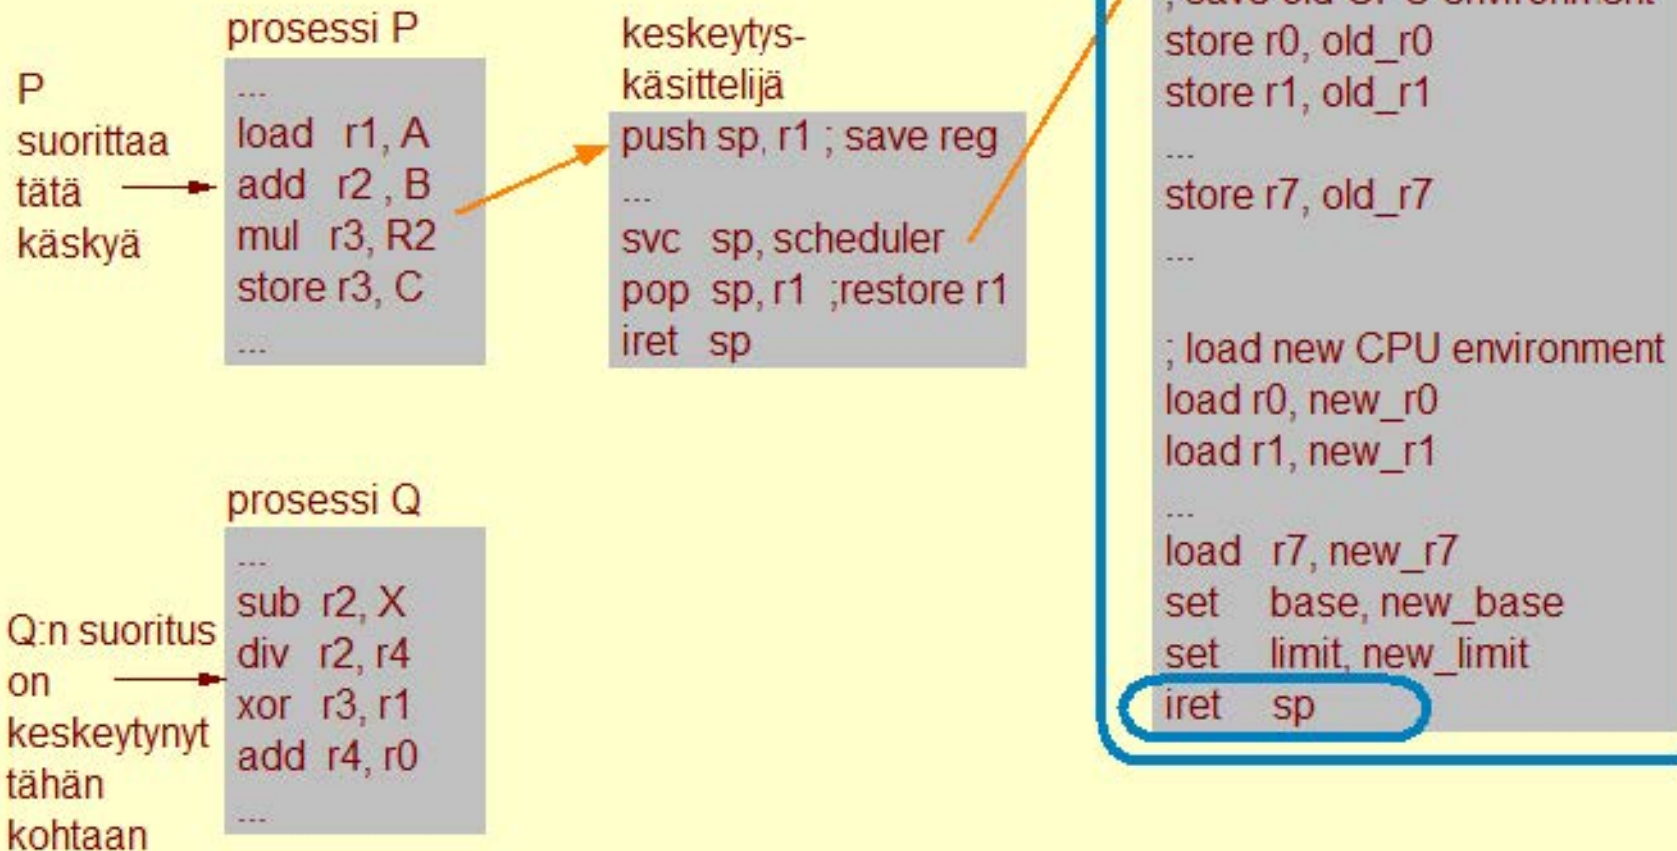 prosessi P
P
suorittaa
tätä
käskyä
...
load r1, A
add r2 , B
mul r3, R2
store r3, C
...
keskeytys-
käsittelijä
push sp, r1 ; save reg
...
svc sp, scheduler
pop sp, r1 ;restore r1
iret sp
; save old CPU environment
store r0, old_r0
store r1, old_r1
...
store r7, old_r7
...
; load new CPU environment
load r0, new_r0
load r1, new_r1
...
load r7, new_r7
set base, new_base
set limit, new_limit
iret sp
prosessi Q
Q:n suoritus
on
keskeytynyt
tähän
kohtaan
...
sub r2, X
div r2, r4
xor r3, r1
add r4, r0
...